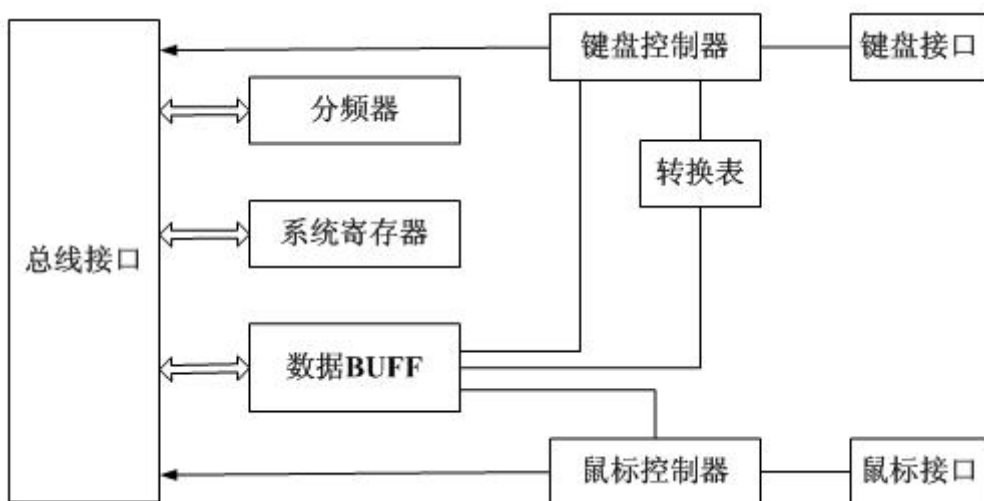 键盘控制器
键盘接口
分频器
转换表
系统寄存器
总线接口
数据BUFF
鼠标控制器
鼠标接口